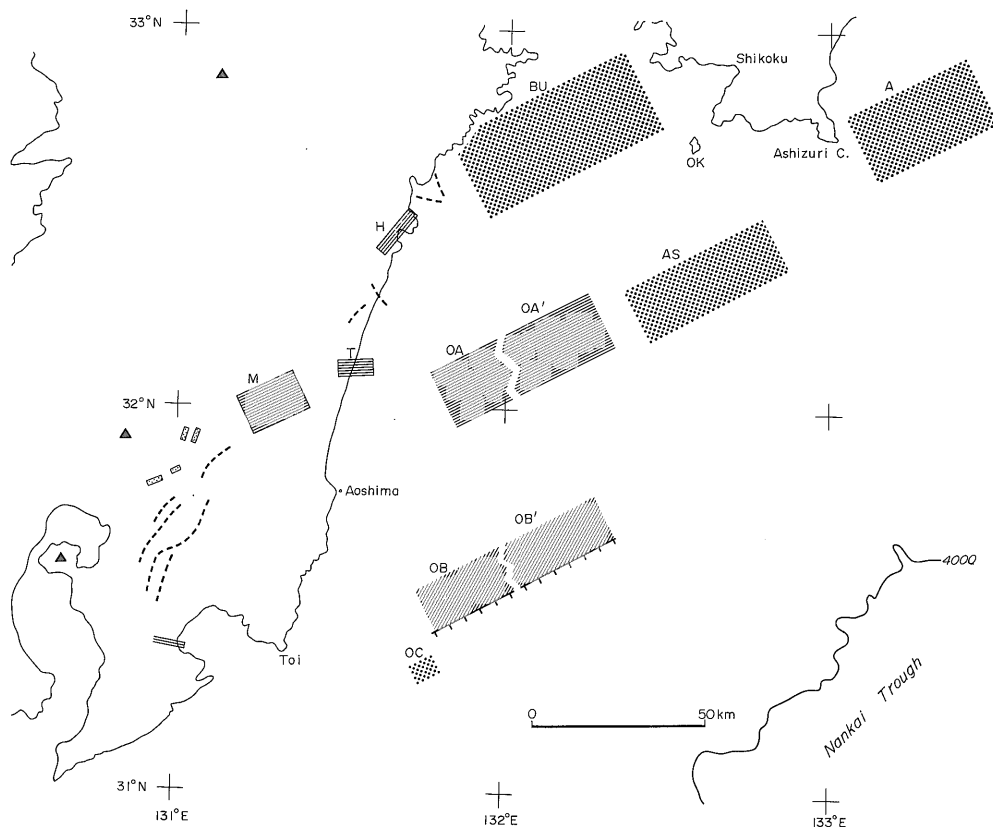 33°N
Shikoku
BU
A
Ashizuri C.
OK
H
AS
OA'
T
OA
M
32°N
Aoshima
OB'
OB
4000
Toi
OC
0 50km
Nankai Trough
31°N
131°E
132°E
133°E